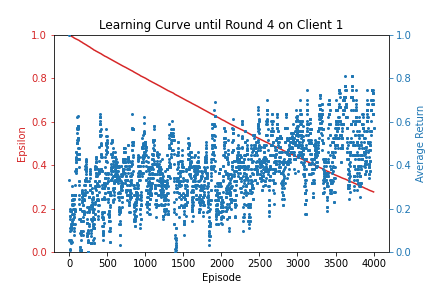 Learning Curve until Round 4 on Client 1
1.0 1.0
0.8 0.8
0.6 0.6
0.4 0.4
0.2 0.2
0.0 0.0
Epsilon
Average Return
0 500 1000 1500 2000 2500 3000 3500 4000
Episode